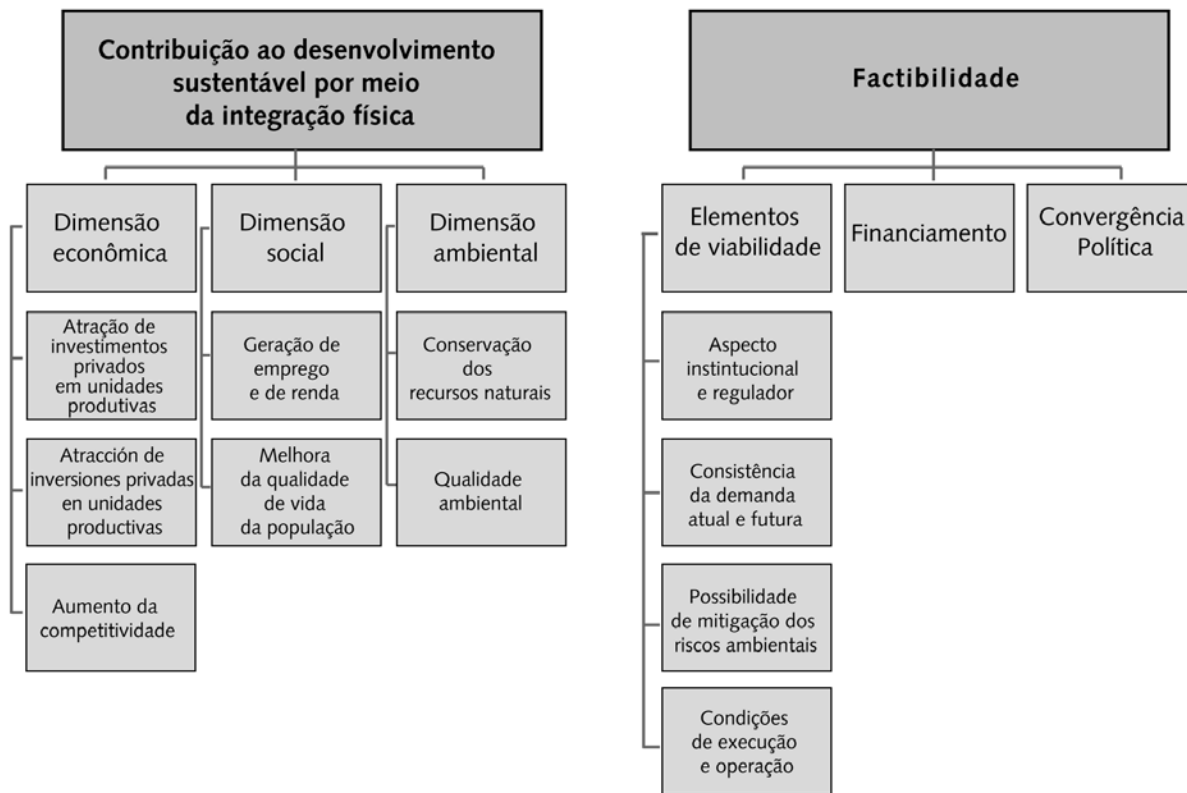 Contribuição ao desenvolvimento
sustentável por meio
da integração física
Dimensão
econômica
Atração de
investimentos
privados
em unidades
produtivas
Atracción de
inversiones privadas
en unidades
productivas
Aumento da
competitividade
Dimensão
social
Geração de
emprego
e de renda
Melhora
da qualidade
de vida
da população
Dimensão
ambiental
Conservação
dos
recursos naturais
Qualidade
ambiental
Factibilidade
Elementos
de viabilidade
Aspecto
instintucional
e regulador
Consistência
da demanda
atual e futura
Possibilidade
de mitigação dos
riscos ambientais
Condições
de execução
e operação
Financiamento
Convergência
Política